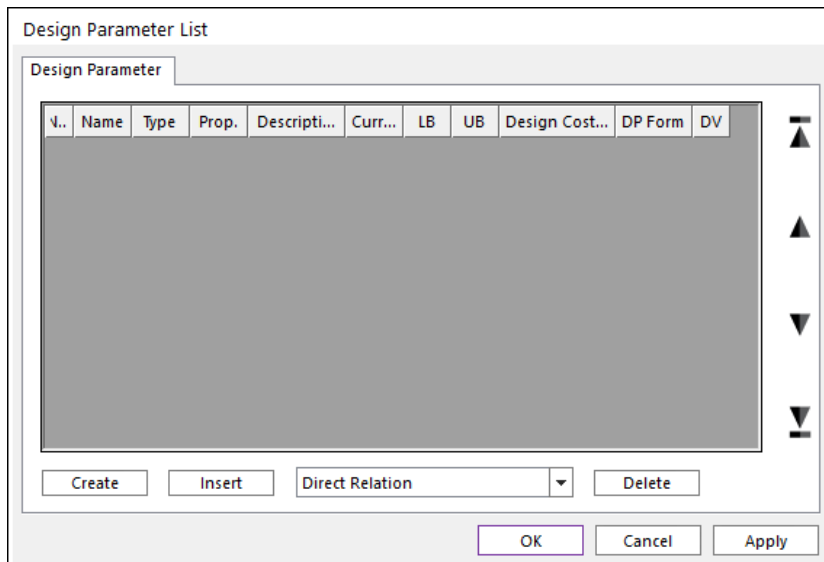 Design Parameter List
Design Parameter
N.. Name Type Prop. Descripti... Curr... LB UB Design Cost... DP Form DV
Create Insert Direct Relation Delete
OK Cancel Apply